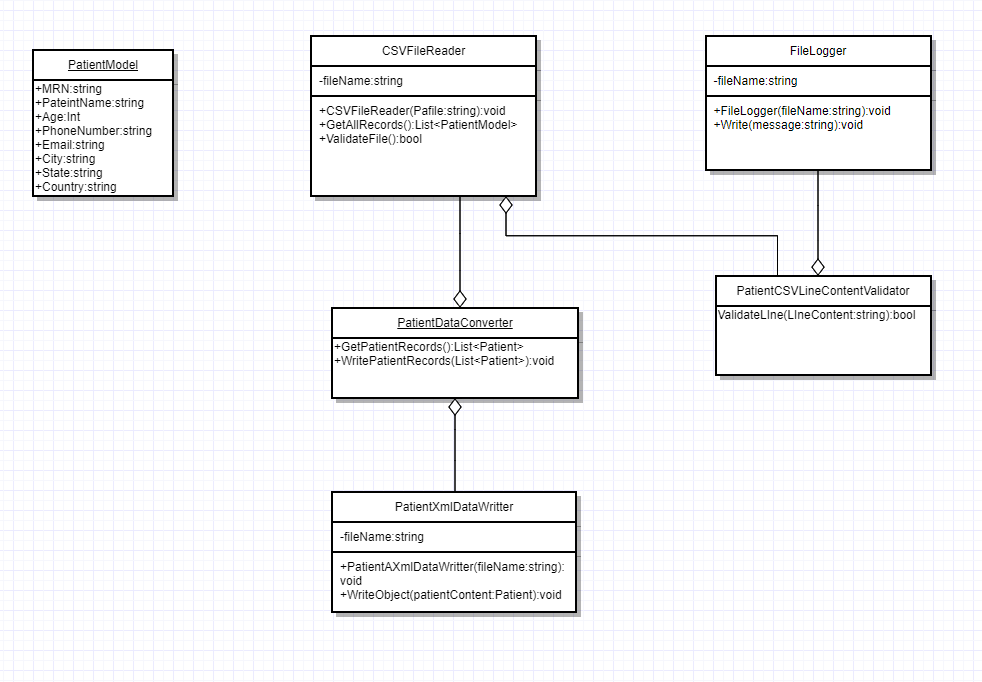 PatientModel
+MRN:string
+PateintName:string
+Age:Int
+PhoneNumber:string
+Email:string
+City:string
+State:string
+Country:string
CSVFileReader
-fileName:string
+CSVFileReader(Pafile:string):void
+GetAllRecords():List<PatientModel>
+ValidateFile():bool
FileLogger
-fileName:string
+FileLogger(fileName:string):void
+Write(message:string):void
PatientCSVLineContentValidator
ValidateLIne(LIneContent:string):bool
PatientDataConverter
+GetPatientRecords():List<Patient>
+WritePatientRecords(List<Patient>):void
PatientXmlDataWritter
-fileName:string
+PatientAXmlDataWritter(fileName:string):
void
+WriteObject(patientContent:Patient):void